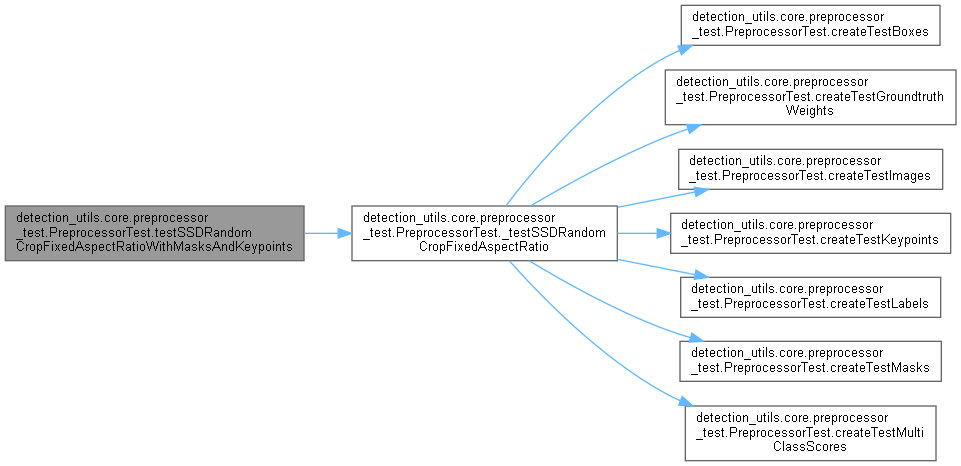 detection_utils.core.preprocessor
_test.PreprocessorTest.testSSDRandom
CropFixedAspectRatioWithMasksAndKeypoints
detection_utils.core.preprocessor
_test.PreprocessorTest._testSSDRandom
CropFixedAspectRatio
detection_utils.core.preprocessor
_test.PreprocessorTest.createTestBoxes
detection_utils.core.preprocessor
_test.PreprocessorTest.createTestGroundtruth
Weights
detection_utils.core.preprocessor
_test.PreprocessorTest.createTestImages
detection_utils.core.preprocessor
_test.PreprocessorTest.createTestKeypoints
detection_utils.core.preprocessor
_test.PreprocessorTest.createTestLabels
detection_utils.core.preprocessor
_test.PreprocessorTest.createTestMasks
detection_utils.core.preprocessor
_test.PreprocessorTest.createTestMulti
ClassScores